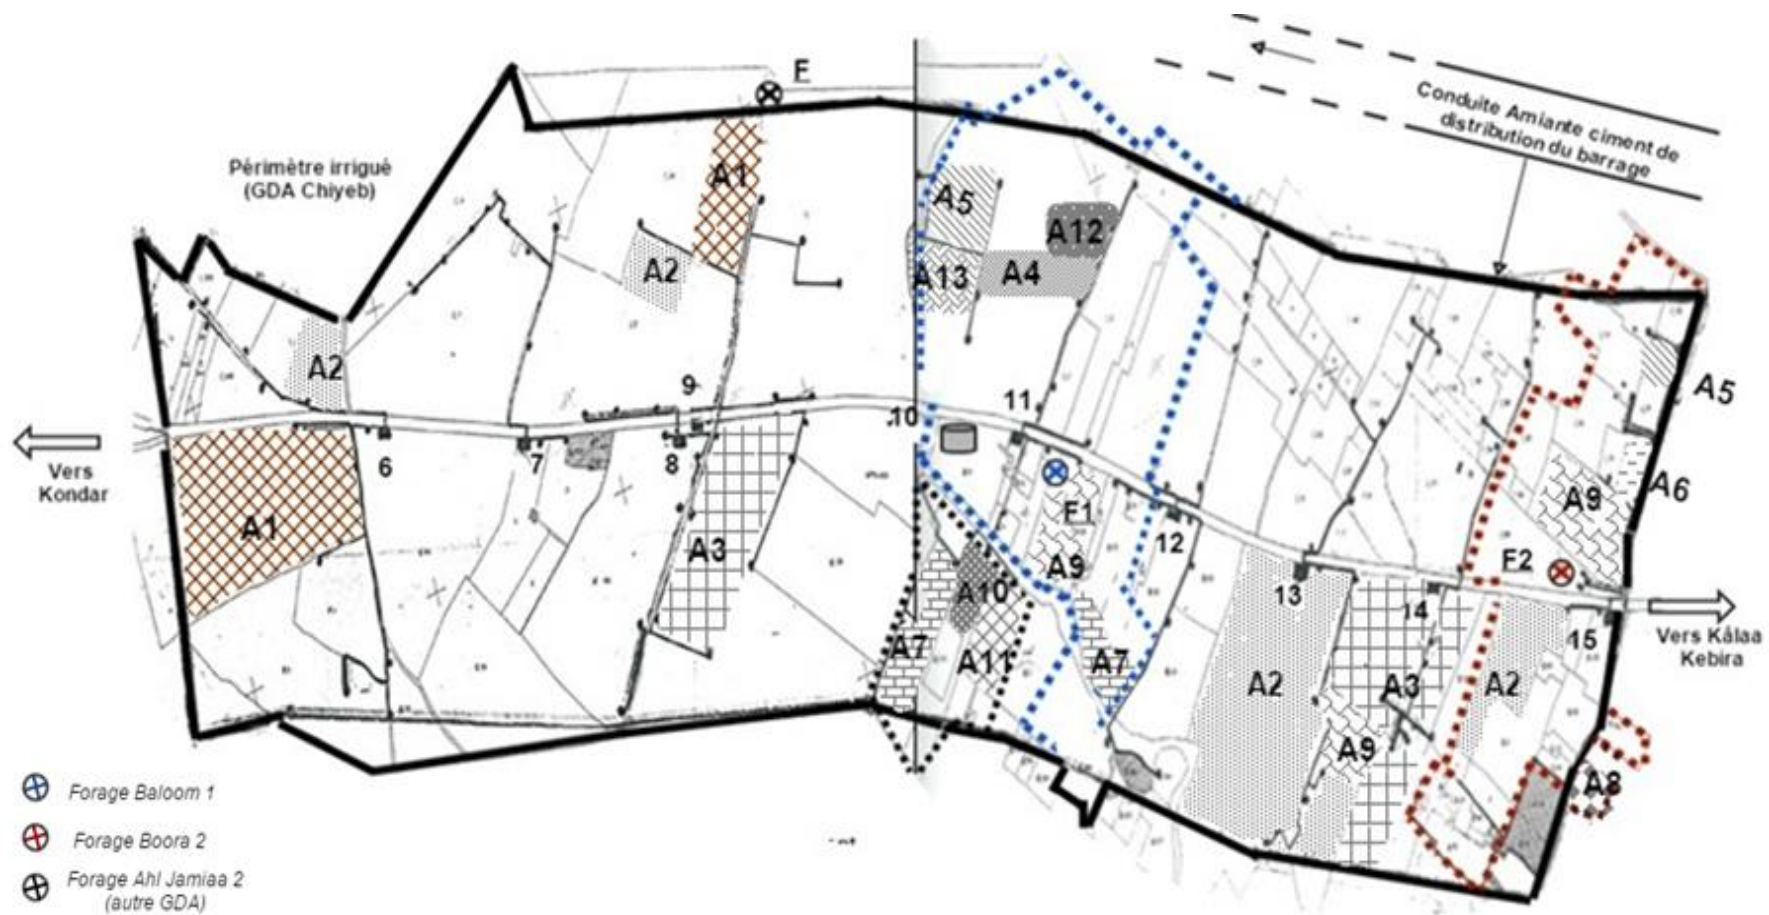 F
Conduite Amiante ciment de
distribution du barrage
Périmètre irriguè
(GDA Chiyeb)
A1
A5
A12
A2
A13
A4
A2
9
11
A5
.10
Vers
Kondar
6
7
8
A6
A9
A1
F1
12
F2
A3
A9
13
14
A10
15
Vers Kâlaa
Kebira
A7
A11
A7
A2
A3
A2
A9
A8
Forage Baloom 1
Forage Boora 2
Forage Ahl Jamiaa 2
(autre GDA)